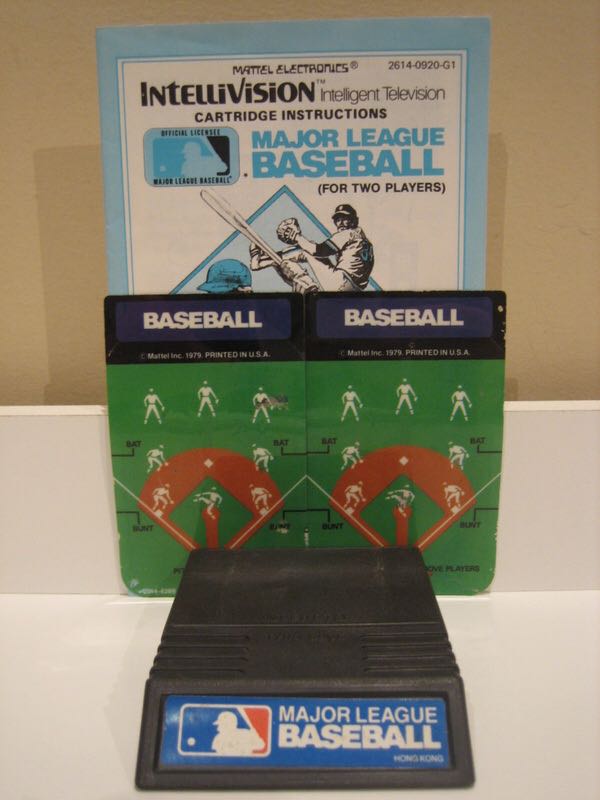 MATTEL ELECTRONICS® 2614-0920-G1
INTELLIVISION™ Intelligent Television
CARTRIDGE INSTRUCTIONS
OFFICIAL LICENSEE
MAJOR LEAGUE BASEBALL
MAJOR LEAGUE
BASEBALL
(FOR TWO PLAYERS)
BASEBALL
© Mattel Inc. 1979. PRINTED IN U.S.A.
BAT BAT
BUNT BUNT
BASEBALL
© Mattel Inc. 1979. PRINTED IN U.S.A.
BAT BAT
BUNT BUNT
PLAYERS
MAJOR LEAGUE
BASEBALL
HONG KONG